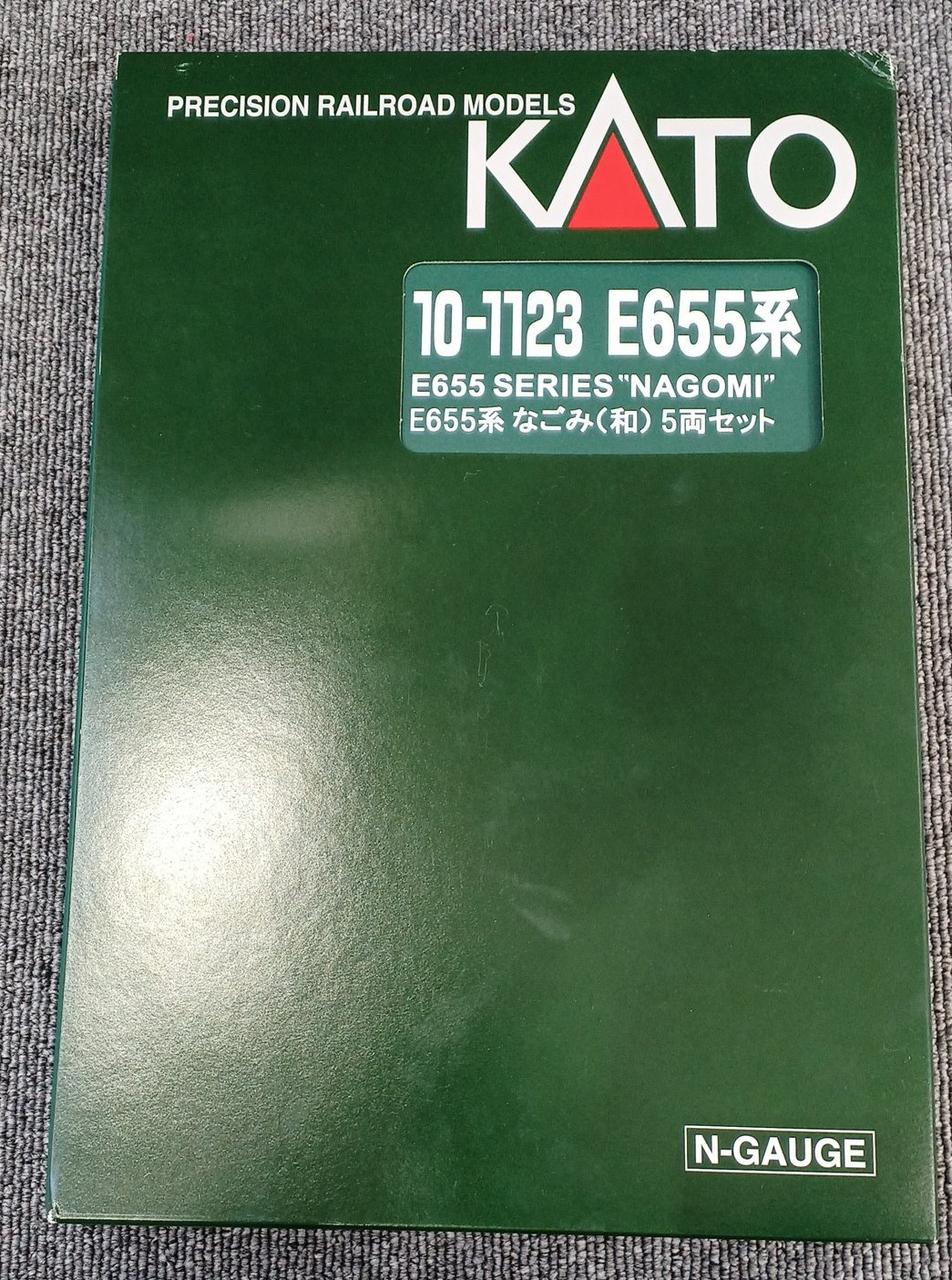 PRECISION RAILROAD MODELS
KATO
10-1123 E655系
E655 SERIES "NAGOMI"
E655系 なごみ(和) 5両セット
N-GAUGE